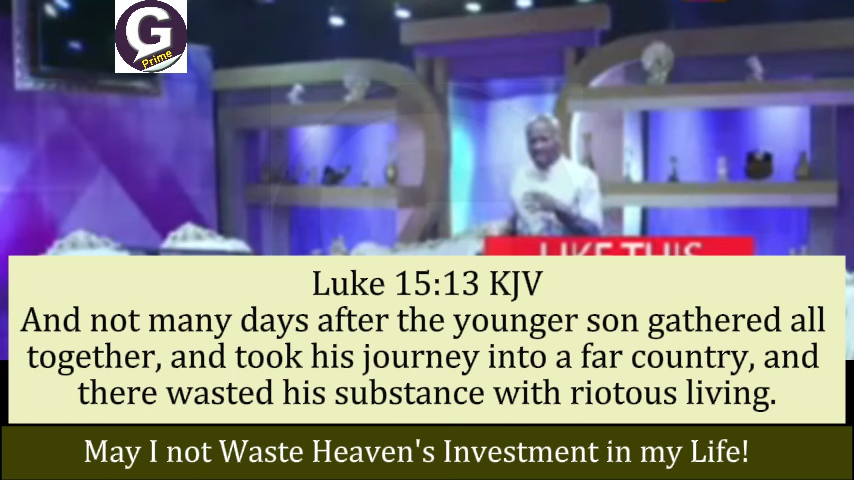 G
Prime
LIKE THIS
Luke 15:13 KJV
And not many days after the younger son gathered all
together, and took his journey into a far country, and
there wasted his substance with riotous living.
May I not Waste Heaven's Investment in my Life!